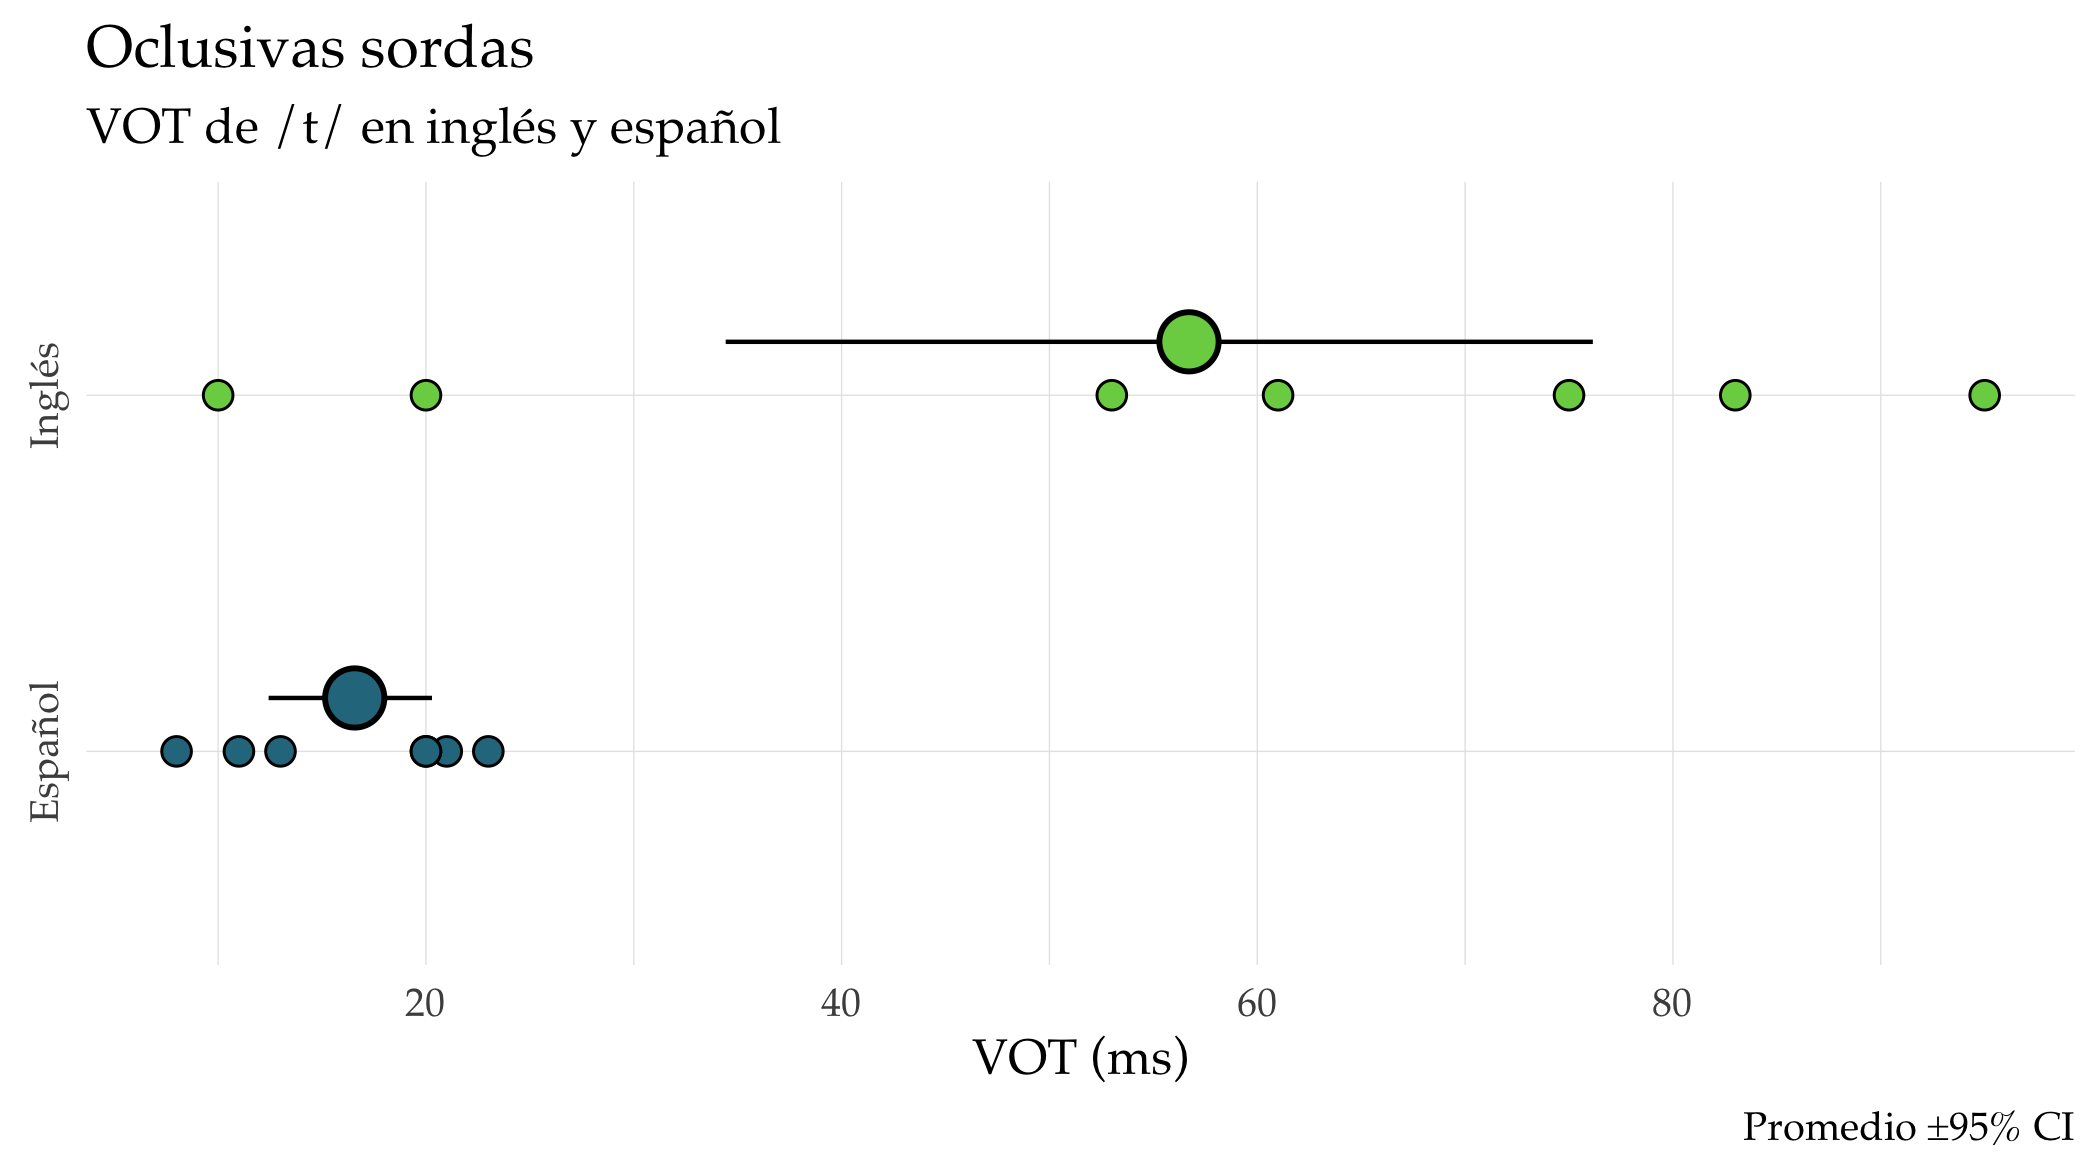 Oclusivas sordas
VOT de /t/ en inglés y español
Inglés
Español
20 40 60 80
VOT (ms)
Promedio ±95% CI